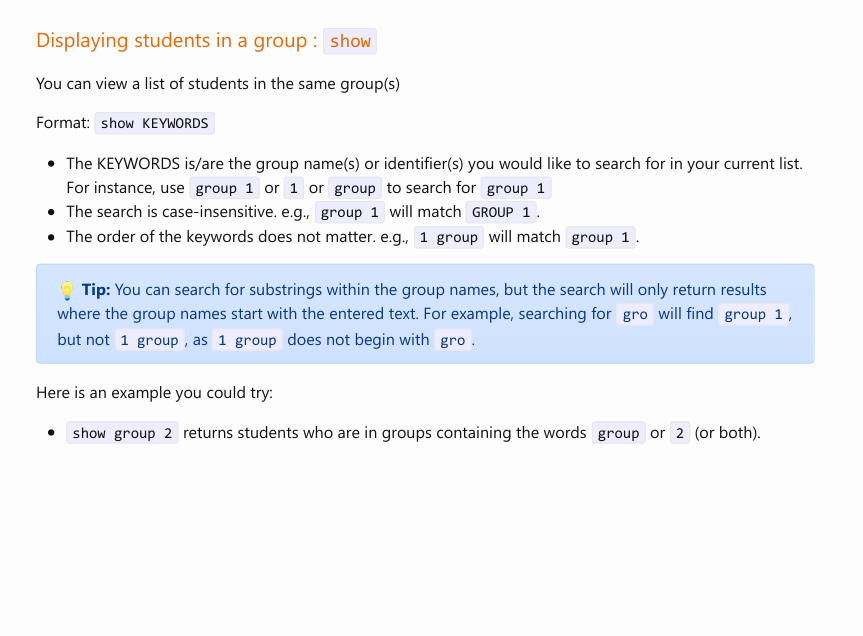 Displaying students in a group : show
You can view a list of students in the same group(s)
Format: show KEYWORDS
• The KEYWORDS is/are the group name(s) or identifier(s) you would like to search for in your current list.
For instance, use group 1 or 1 or group to search for group 1
• The search is case-insensitive. e.g., group 1 will match GROUP 1.
• The order of the keywords does not matter. e.g., 1 group will match group 1.
💡 Tip: You can search for substrings within the group names, but the search will only return results
where the group names start with the entered text. For example, searching for gro will find group 1,
but not 1 group, as 1 group does not begin with gro.
Here is an example you could try:
• show group 2 returns students who are in groups containing the words group or 2 (or both).